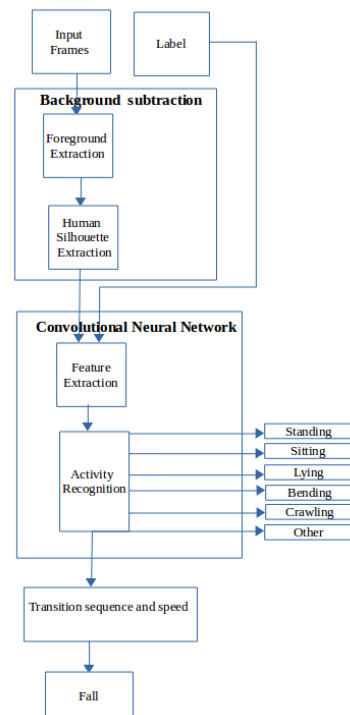 Input
Frames
Label
Background subtraction
Foreground
Extraction
Human
Silhouette
Extraction
Convolutional Neural Network
Feature
Extraction
Activity
Recognition
Standing
Sitting
Lying
Bending
Crawling
Other
Transition sequence and speed
Fall